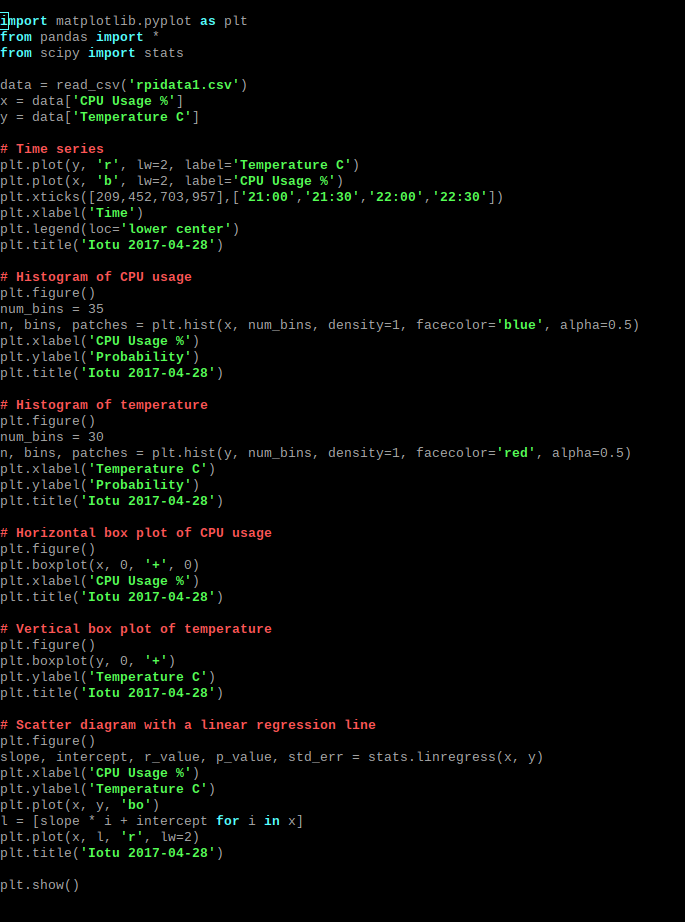 import matplotlib.pyplot as plt
from pandas import *
from scipy import stats

data = read_csv('rpidata1.csv')
x = data['CPU Usage %']
y = data['Temperature C']

# Time series
plt.plot(y, 'r', lw=2, label='Temperature C')
plt.plot(x, 'b', lw=2, label='CPU Usage %')
plt.xticks([209,452,703,957],['21:00','21:30','22:00','22:30'])
plt.xlabel('Time')
plt.legend(loc='lower center')
plt.title('Iotu 2017-04-28')

# Histogram of CPU usage
plt.figure()
num_bins = 35
n, bins, patches = plt.hist(x, num_bins, density=1, facecolor='blue', alpha=0.5)
plt.xlabel('CPU Usage %')
plt.ylabel('Probability')
plt.title('Iotu 2017-04-28')

# Histogram of temperature
plt.figure()
num_bins = 30
n, bins, patches = plt.hist(y, num_bins, density=1, facecolor='red', alpha=0.5)
plt.xlabel('Temperature C')
plt.ylabel('Probability')
plt.title('Iotu 2017-04-28')

# Horizontal box plot of CPU usage
plt.figure()
plt.boxplot(x, 0, '+', 0)
plt.xlabel('CPU Usage %')
plt.title('Iotu 2017-04-28')

# Vertical box plot of temperature
plt.figure()
plt.boxplot(y, 0, '+')
plt.ylabel('Temperature C')
plt.title('Iotu 2017-04-28')

# Scatter diagram with a linear regression line
plt.figure()
slope, intercept, r_value, p_value, std_err = stats.linregress(x, y)
plt.xlabel('CPU Usage %')
plt.ylabel('Temperature C')
plt.plot(x, y, 'bo')
l = [slope * i + intercept for i in x]
plt.plot(x, l, 'r', lw=2)
plt.title('Iotu 2017-04-28')

plt.show()